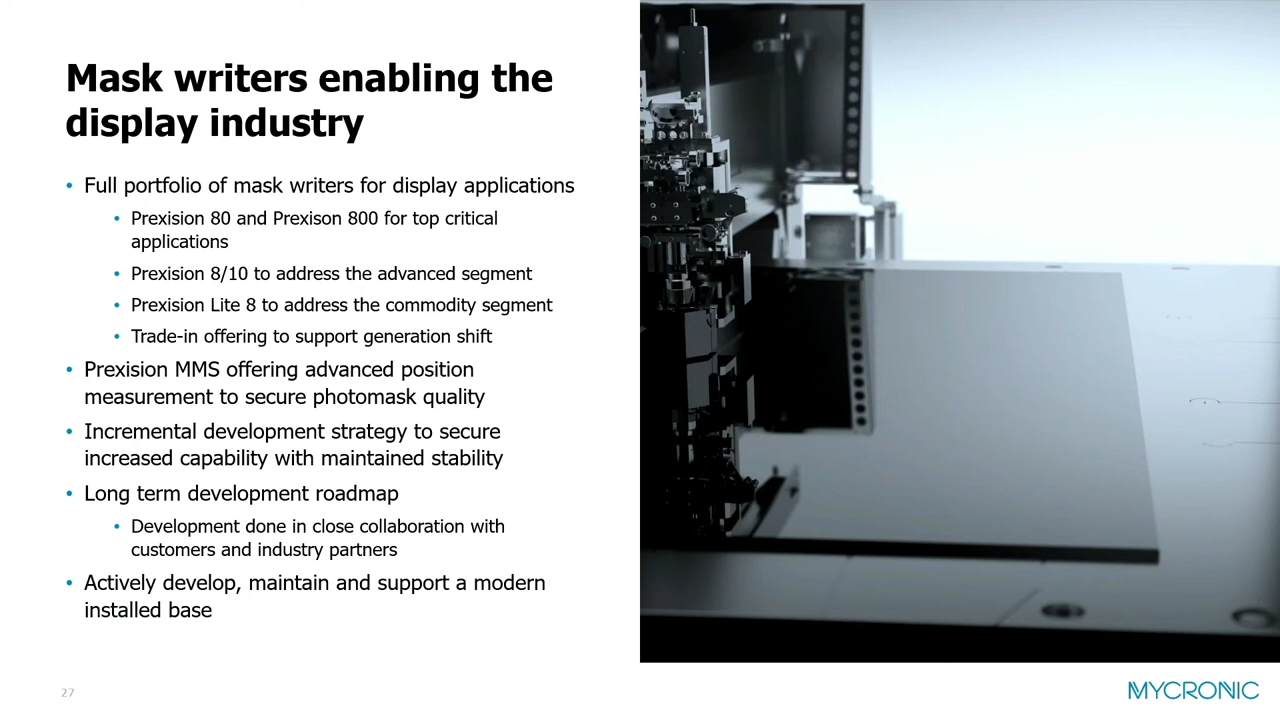 Mask writers enabling the
display industry
• Full portfolio of mask writers for display applications
• Prexision 80 and Prexison 800 for top critical
applications
• Prexision 8/10 to address the advanced segment
• Prexision Lite 8 to address the commodity segment
• Trade-in offering to support generation shift
• Prexision MMS offering advanced position
measurement to secure photomask quality
• Incremental development strategy to secure
increased capability with maintained stability
• Long term development roadmap
• Development done in close collaboration with
customers and industry partners
• Actively develop, maintain and support a modern
installed base
27
MYCRONIC